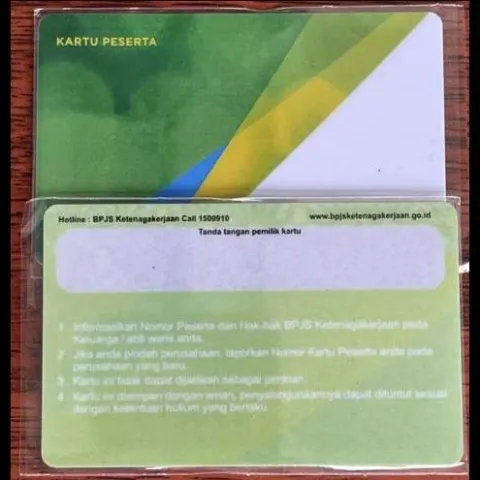 KARTU PESERTA
Hotline : BPJS Ketenagakerjaan Call 1500910
www.bpjsketenagakerjaan.go.id
Tanda tangan pemilik kartu
1 Informasikan Nomor Peserta dan Hak-hak BPJS Ketenagakerjaan pada
Keluarga / ahli waris anda.
2 Jika anda pindah perusahaan, laporkan Nomor Kartu Peserta anda pada
perusahaan yang baru.
3 Kartu ini tidak dapat dijadikan sebagai jaminan.
4 Kartu ini disimpan dengan aman, penyalahgunaannya dapat dituntut sesuai
dengan ketentuan hukum yang berlaku.